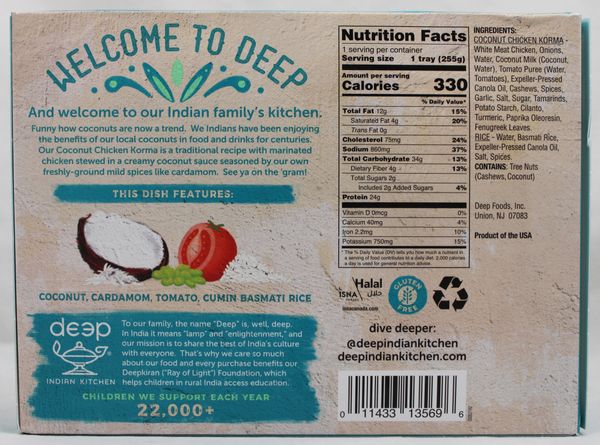 WELCOME TO DEEP
And welcome to our Indian family's kitchen.
Funny how coconuts are now a trend. We Indians have been enjoying
the benefits of our local coconuts in food and drinks for centuries.
Our Coconut Chicken Korma is a traditional recipe with marinated
chicken stewed in a creamy coconut sauce seasoned by our own
freshly-ground mild spices like cardamom. See ya on the 'gram!
THIS DISH FEATURES:
COCONUT, CARDAMOM, TOMATO, CUMIN BASMATI RICE
deep
INDIAN KITCHEN
To our family, the name "Deep" is, well, deep.
In India it means "lamp" and "enlightenment," and
our mission is to share the best of India's culture
with everyone. That's why we care so much
about our food and every purchase benefits our
Deepkiran ("Ray of Light") Foundation, which
helps children in rural India access education.
CHILDREN WE SUPPORT EACH YEAR
22,000+
Nutrition Facts
1 serving per container
Serving size 1 tray (255g)
Amount per serving
Calories 330
% Daily Value*
Total Fat 12g 15%
Saturated Fat 4g 20%
Trans Fat 0g
Cholesterol 75mg 24%
Sodium 860mg 37%
Total Carbohydrate 34g 13%
Dietary Fiber 4g 13%
Total Sugars 2g
Includes 2g Added Sugars 4%
Protein 24g
Vitamin D 0mcg 0%
Calcium 40mg 4%
Iron 2.2mg 10%
Potassium 750mg 15%
*The % Daily Value (DV) tells you how much a nutrient in
a serving of food contributes to a daily diet. 2,000 calories
a day is used for general nutrition advice.
INGREDIENTS:
COCONUT CHICKEN KORMA -
White Meat Chicken, Onions,
Water, Coconut Milk (Coconut,
Water), Tomato Puree (Water,
Tomatoes), Expeller-Pressed
Canola Oil, Cashews, Spices,
Garlic, Salt, Sugar, Tamarinds,
Potato Starch, Cilantro,
Turmeric, Paprika Oleoresin,
Fenugreek Leaves.
RICE - Water, Basmati Rice,
Expeller-Pressed Canola Oil,
Salt, Spices.
CONTAINS: Tree Nuts
(Cashews, Coconut)
Deep Foods, Inc.
Union, NJ 07083
Product of the USA
ISNA Halal حلال
isnacanada.com
GLUTEN FREE
dive deeper:
@deepindiankitchen
deepindiankitchen.com
0 11433 13569 6